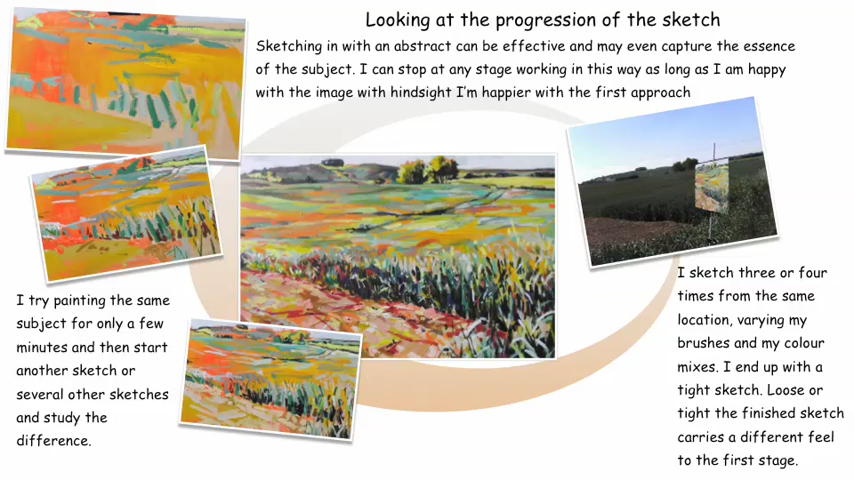 Looking at the progression of the sketch
Sketching in with an abstract can be effective and may even capture the essence
of the subject. I can stop at any stage working in this way as long as I am happy
with the image with hindsight I'm happier with the first approach
I try painting the same
subject for only a few
minutes and then start
another sketch or
several other sketches
and study the
difference.
I sketch three or four
times from the same
location, varying my
brushes and my colour
mixes. I end up with a
tight sketch. Loose or
tight the finished sketch
carries a different feel
to the first stage.